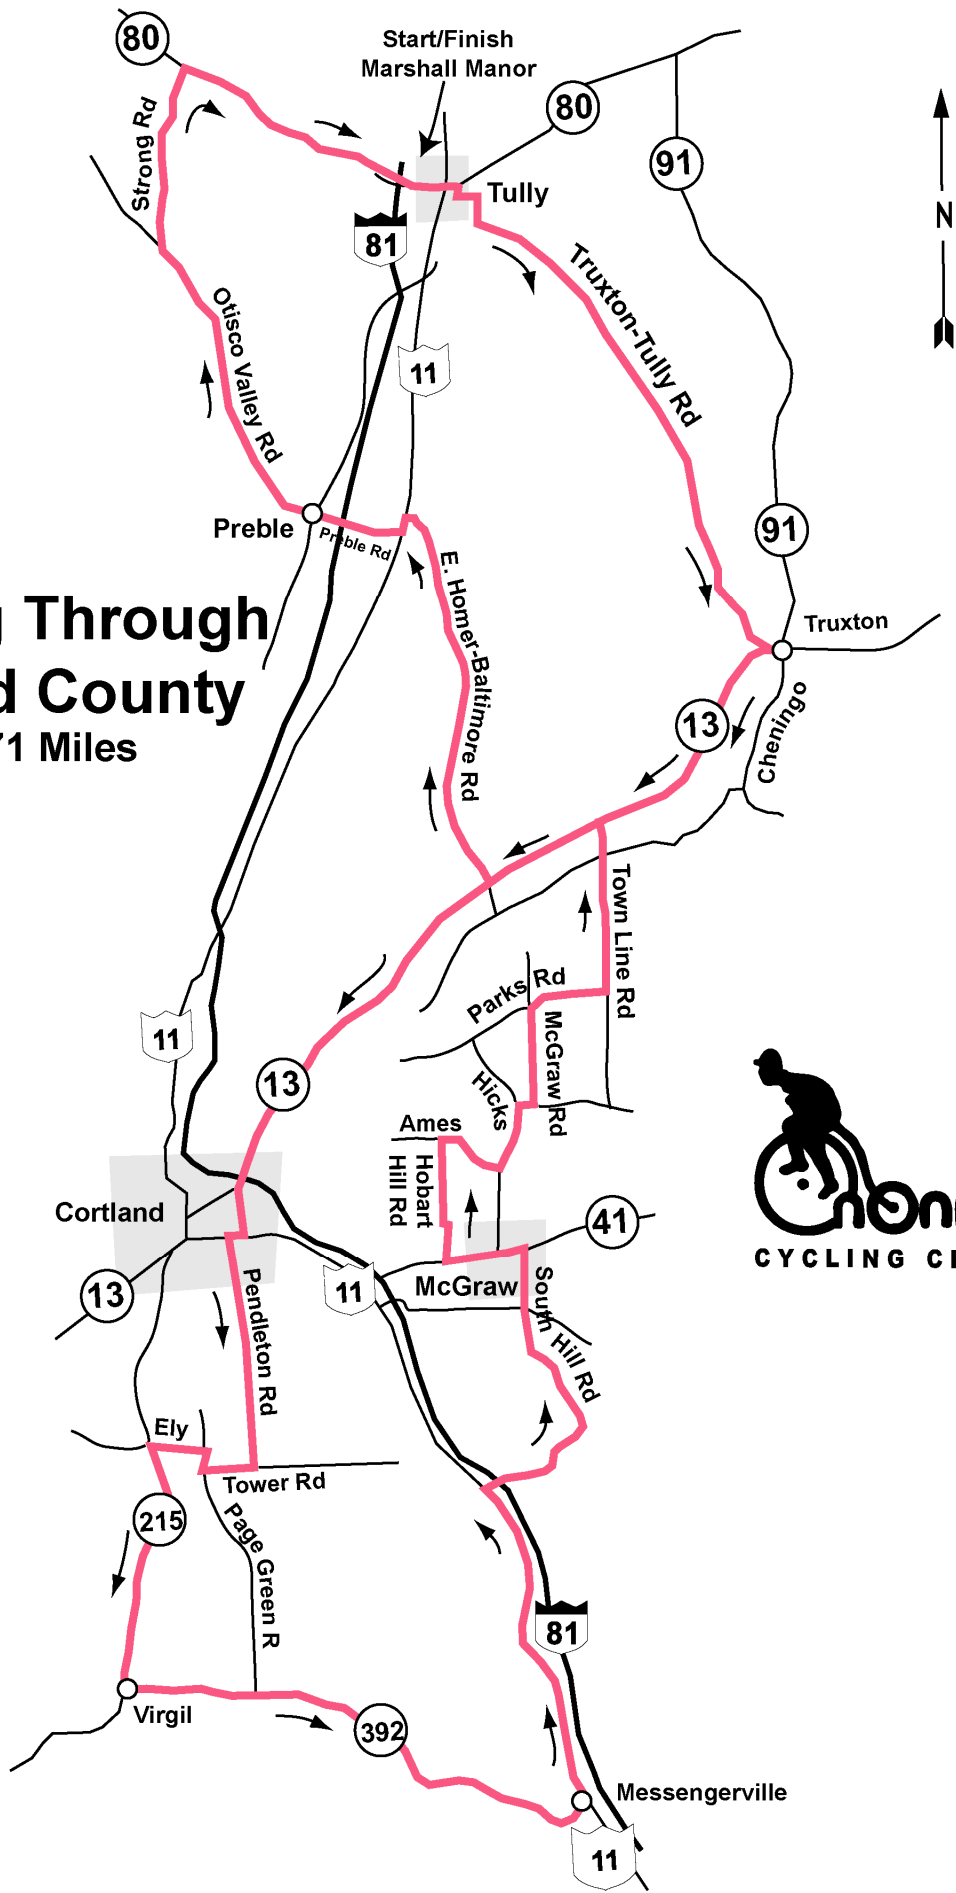 80
Start/Finish
Marshall Manor
80
91
Strong Rd
Tully
N
81
Truxton-Tully Rd
Otisco Valley Rd
11
Preble
Preble Rd
91
E. Homer-Baltimore Rd
g Through
d County
71 Miles
Truxton
13
Cheningo
Town Line Rd
Parks Rd
11
McGraw Rd
13
Hicks
Ames
Hobart
Hill Rd
Cortland
41
13
11
McGraw
South Hill Rd
Pendleton Rd
CYCLING C
Ely
Tower Rd
215
Page Green R
81
Virgil
392
Messengerville
11